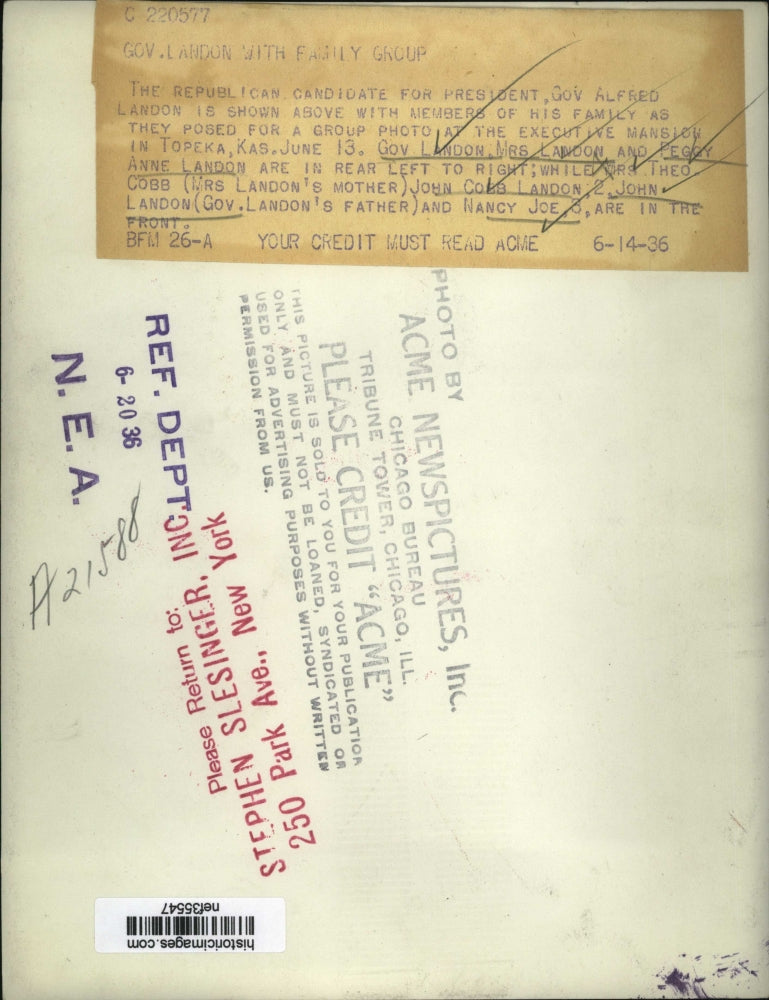 C 220577
GOV.LANDON WITH FAMILY GROUP
THE REPUBLICAN CANDIDATE FOR PRESIDENT,GOV ALFRED
LANDON IS SHOWN ABOVE WITH MEMBERS OF HIS FAMILY AS
THEY POSED FOR A GROUP PHOTO AT THE EXECUTIVE MANSION
IN TOPEKA,KAS.JUNE 13. GOV LANDON,MRS LANDON AND PEGGY
ANNE LANDON ARE IN REAR LEFT TO RIGHT;WHILE MRS.THEO
COBB (MRS LANDON'S MOTHER)JOHN COBB LANDON,2,JOHN
LANDON(GOV.LANDON'S FATHER)AND NANCY JOE,3,ARE IN THE
FRONT.
BFM 26-A YOUR CREDIT MUST READ ACME 6-14-36
PHOTO BY
ACME NEWSPICTURES, Inc.
CHICAGO BUREAU
TRIBUNE TOWER, CHICAGO, ILL.
PLEASE CREDIT "ACME"
THIS PICTURE IS SOLD TO YOU FOR YOUR PUBLICATION
ONLY AND MUST NOT BE LOANED, SYNDICATED OR
USED FOR ADVERTISING PURPOSES WITHOUT WRITTEN
PERMISSION FROM US.
REF. DEPT.
6- 20 36
N. E. A.
A21588
Please Return to:
STEPHEN SLESINGER, INC.
250 Park Ave., New York
historicimages.com
nef35547